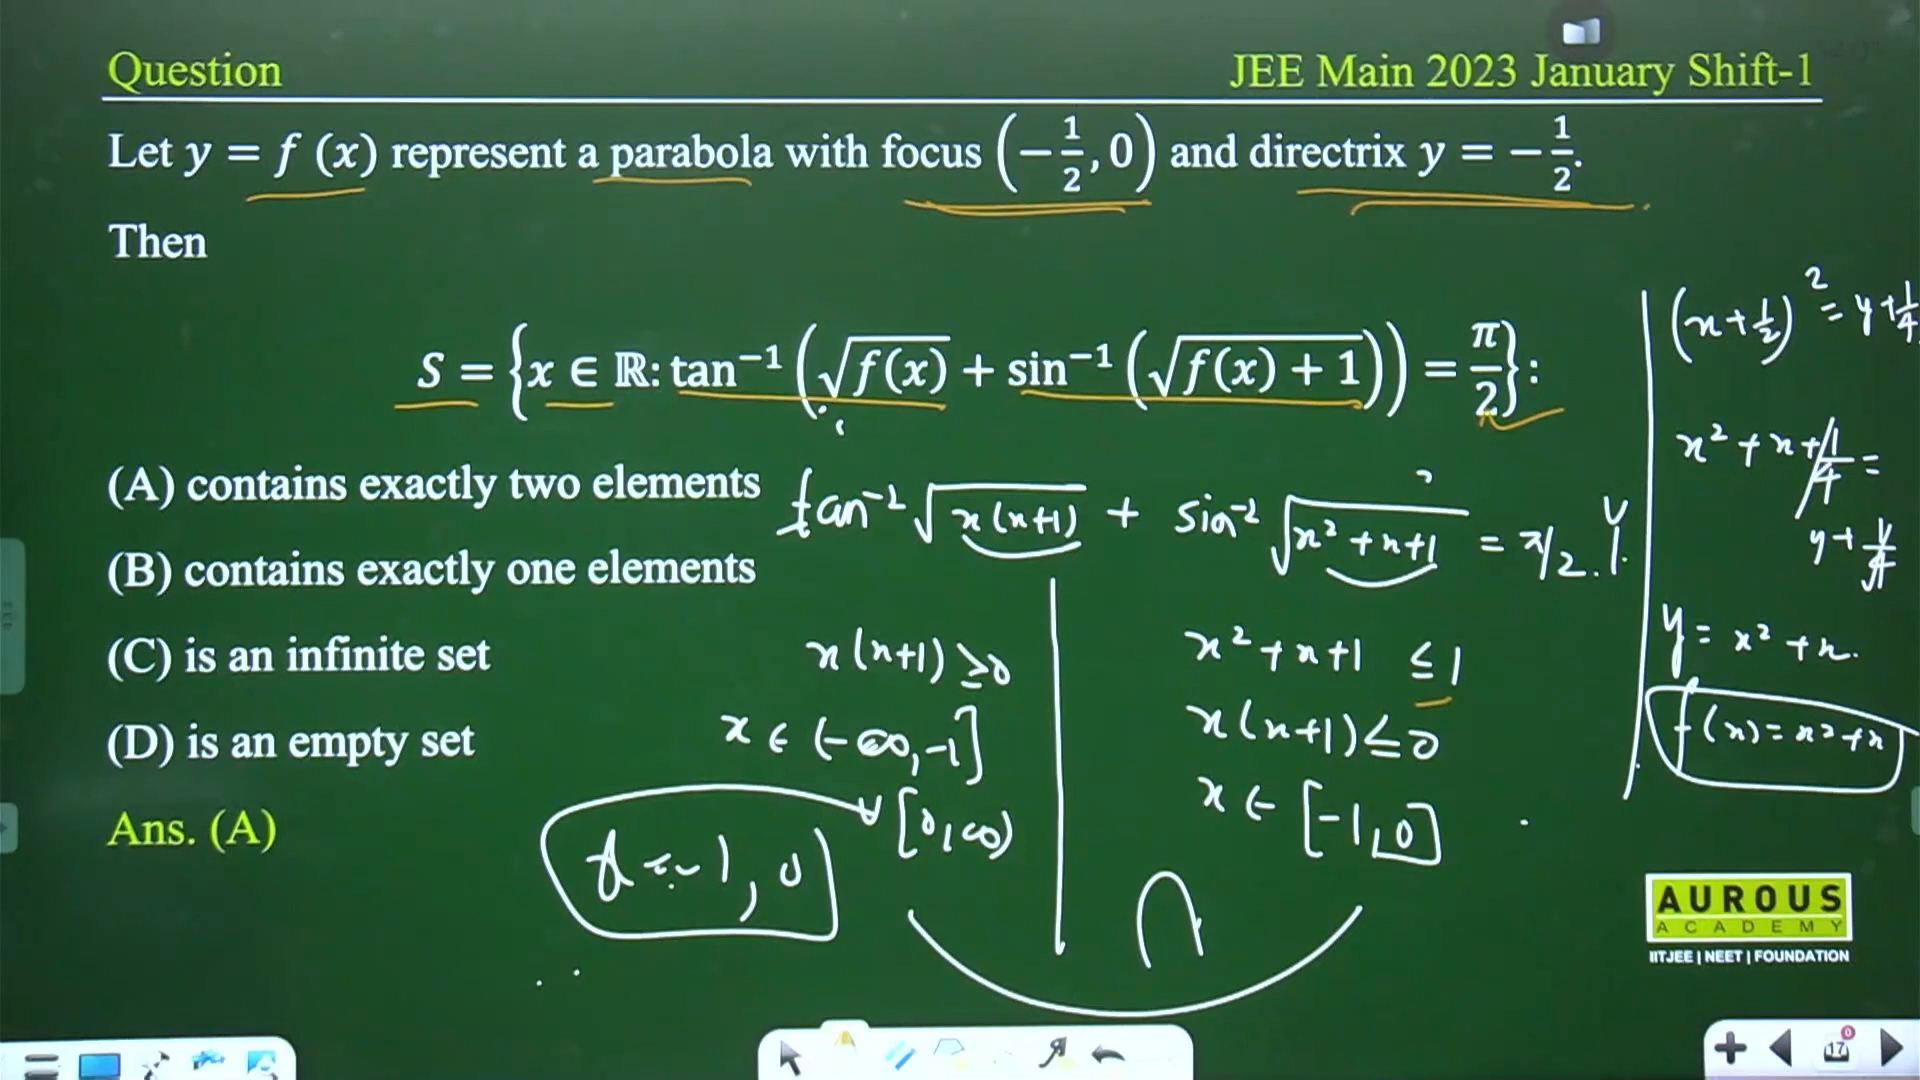 Question
JEE Main 2023 January Shift-1
Let y = f (x) represent a parabola with focus (−1/2, 0) and directrix y = −1/2.
Then
S = {x ∈ ℝ: tan⁻¹ (√f(x) + sin⁻¹ (√f(x) + 1)) = π/2}:
(A) contains exactly two elements
(B) contains exactly one elements
(C) is an infinite set
(D) is an empty set
Ans. (A)
tan⁻¹ √x(x+1) + sin⁻¹ √x²+x+1 = π/2.
x(x+1) ≥0
x ∈ (-∞,-1]
∪ [0,∞)
x²+x+1 ≤ 1
x(x+1) ≤ 0
x ∈ [-1,0]
∩
x = -1, 0
(x+1/2)² = y+1/4
x² + x + 1/4 =
y + 1/4
y = x² + x.
f(x) = x²+x
AUROUS
ACADEMY
IITJEE | NEET | FOUNDATION
17
0